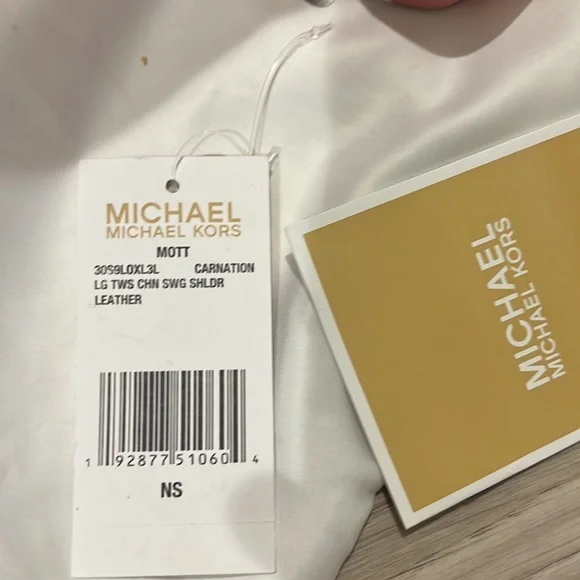 MICHAEL
MICHAEL KORS
MOTT
30S9L0XL3L CARNATION
LG TWS CHN SWG SHLDR
LEATHER
1 92877 51060 4
NS
MICHAEL
MICHAEL KORS